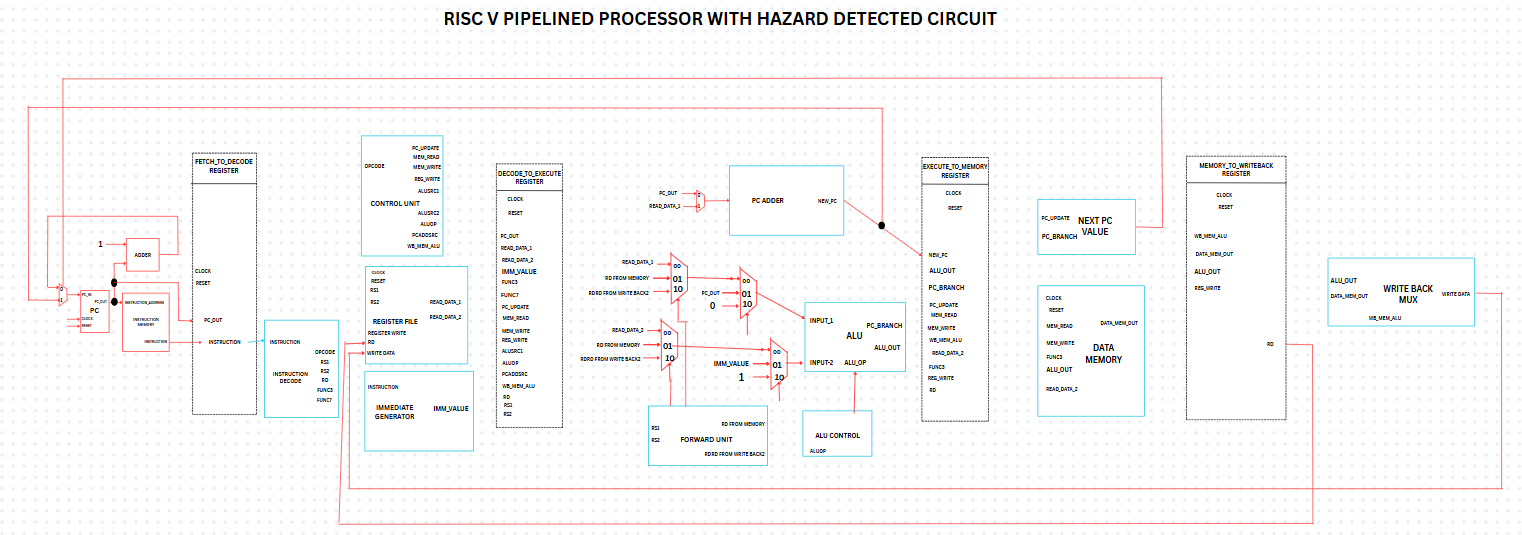 RISC V PIPELINED PROCESSOR WITH HAZARD DETECTED CIRCUIT
1
ADDER
0
1
PC_IN
PC_OUT
PC
CLOCK
RESET
INSTRUCTION_ADDRESS
INSTRUCTION
MEMORY
INSTRUCTION
FETCH_TO_DECODE
REGISTER
CLOCK
RESET
PC_OUT
INSTRUCTION
INSTRUCTION
OPCODE
RS1
RS2
RD
FUNC3
FUNC7
INSTRUCTION
DECODE
OPCODE
PC_UPDATE
MEM_READ
MEM_WRITE
REG_WRITE
ALUSRC1
CONTROL UNIT
ALUSRC2
ALUOP
PCADDSRC
WB_MEM_ALU
CLOCK
RESET
RS1
RS2
READ_DATA_1
READ_DATA_2
REGISTER FILE
REGISTER WRITE
RD
WRITE DATA
INSTRUCTION
IMMEDIATE
GENERATOR
IMM_VALUE
DECODE_TO_EXECUTE
REGISTER
CLOCK
RESET
PC_OUT
READ_DATA_1
READ_DATA_2
IMM_VALUE
FUNC3
FUNC7
PC_UPDATE
MEM_READ
MEM_WRITE
REG_WRITE
ALUSRC1
ALUOP
PCADDSRC
WB_MEM_ALU
RD
RS1
RS2
PC_OUT
READ_DATA_1
PC ADDER
NEW_PC
READ_DATA_1
RD FROM MEMORY
RDRD FROM WRITE BACK2
00
01
10
PC_OUT
0
00
01
10
READ_DATA_2
RD FROM MEMORY
RDRD FROM WRITE BACK2
00
01
10
IMM_VALUE
1
00
01
10
INPUT_1
INPUT-2
ALU
PC_BRANCH
ALU_OUT
ALU_OP
RS1
RS2
FORWARD UNIT
RD FROM MEMORY
RDRD FROM WRITE BACK2
ALU CONTROL
ALUOP
EXECUTE_TO_MEMORY
REGISTER
CLOCK
RESET
NEW_PC
ALU_OUT
PC_BRANCH
PC_UPDATE
MEM_READ
MEM_WRITE
WB_MEM_ALU
READ_DATA_2
FUNC3
REG_WRITE
RD
PC_UPDATE
PC_BRANCH
NEXT PC
VALUE
CLOCK
RESET
MEM_READ
MEM_WRITE
FUNC3
ALU_OUT
READ_DATA_2
DATA_MEM_OUT
DATA
MEMORY
MEMORY_TO_WRITEBACK
REGISTER
CLOCK
RESET
WB_MEM_ALU
DATA_MEM_OUT
ALU_OUT
REG_WRITE
RD
ALU_OUT
DATA_MEM_OUT
WRITE BACK
MUX
WRITE DATA
WB_MEM_ALU